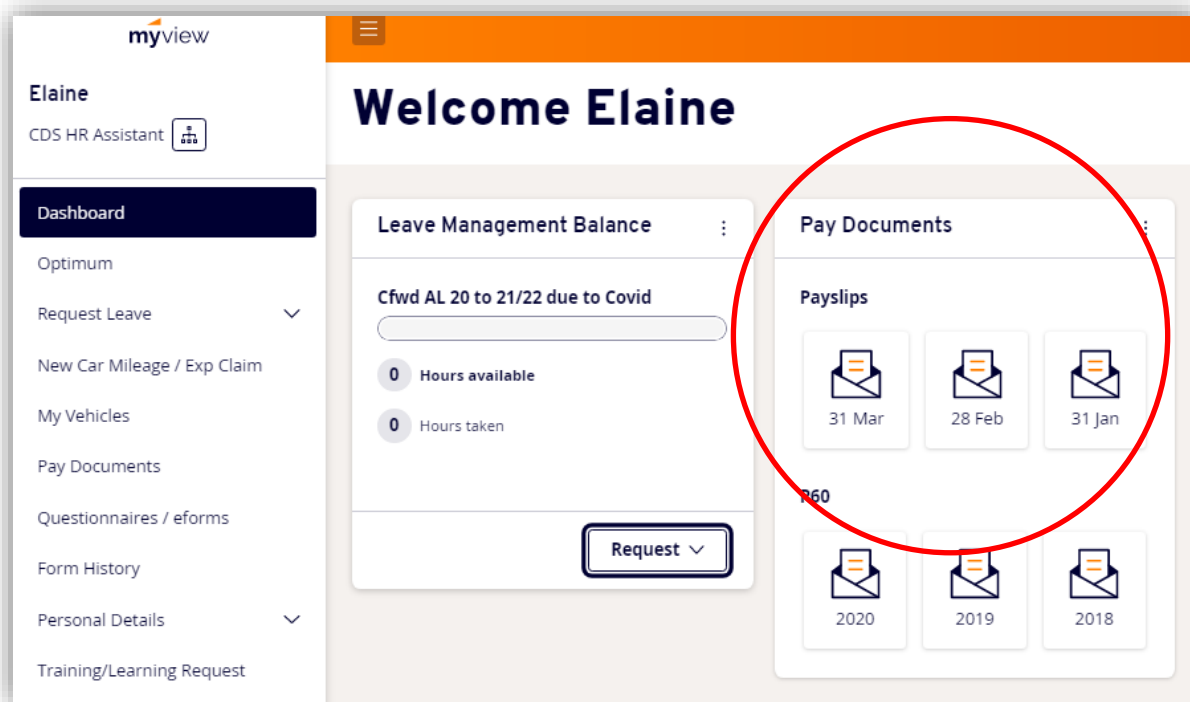 myview
Elaine
CDS HR Assistant
Dashboard
Optimum
Request Leave
New Car Mileage / Exp Claim
My Vehicles
Pay Documents
Questionnaires / eforms
Form History
Personal Details
Training/Learning Request
Welcome Elaine
Leave Management Balance
Cfwd AL 20 to 21/22 due to Covid
0 Hours available
0 Hours taken
Request
Pay Documents
Payslips
31 Mar 28 Feb 31 Jan
P60
2020 2019 2018